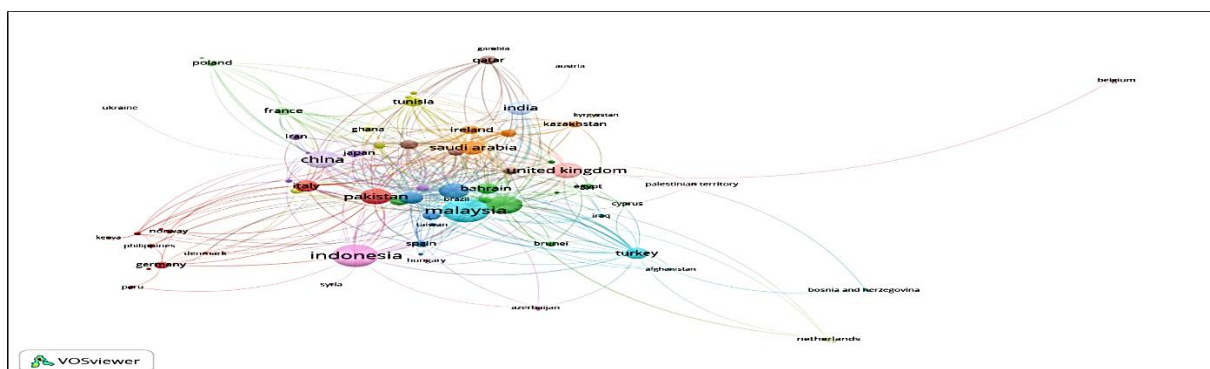 gambia
poland
qatar
austria
belgium
ukraine
france
tunisia
india
kyrgyzstan
iran
ghana
ireland
kazakhstan
china
japan
saudi arabia
united kingdom
italy
pakistan
bahrain
egypt
palestinian territory
brazil
cyprus
malaysia
iraq
taiwan
kenya
norway
philippines
denmark
spain
brunei
turkey
germany
indonesia
hungary
afghanistan
peru
syria
bosnia and herzegovina
azerbaijan
netherlands
VOSviewer